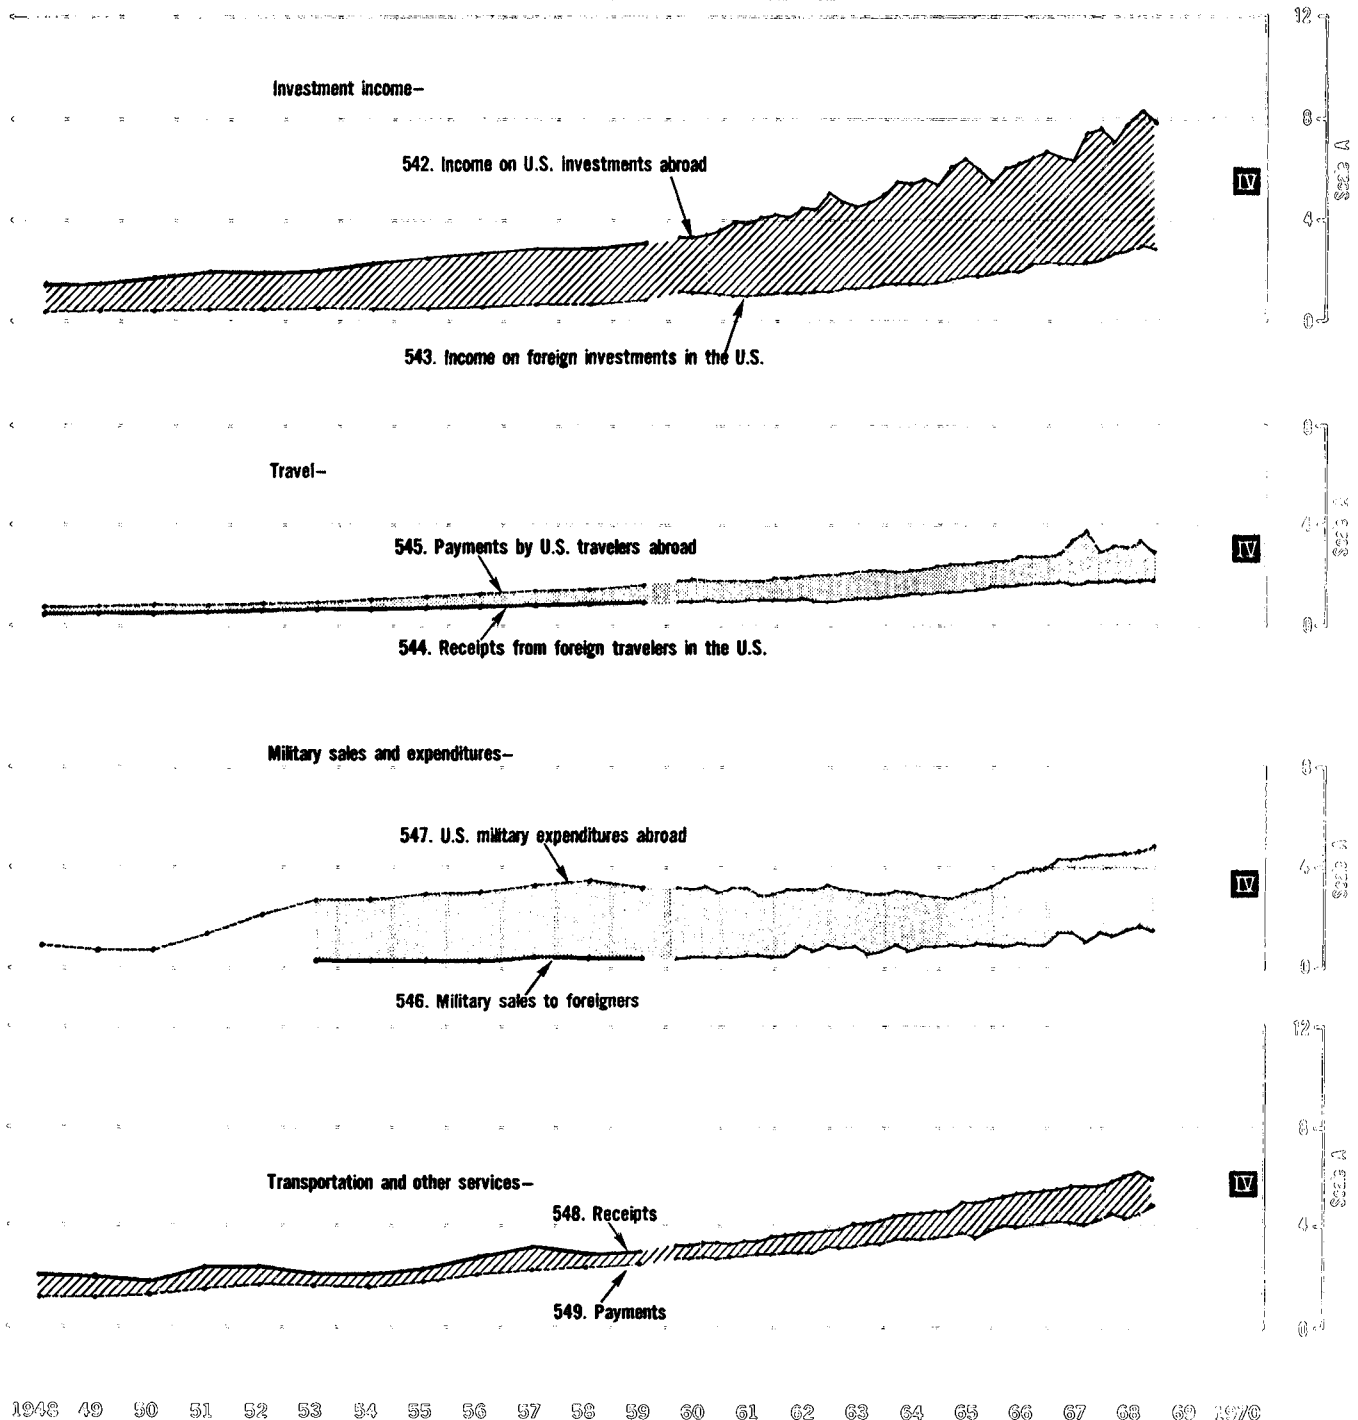 12
Investment income—
8
542. Income on U.S. investments abroad
IV
Scale A
4
0
543. Income on foreign investments in the U.S.
8
Travel—
4
Scale A
545. Payments by U.S. travelers abroad
IV
0
544. Receipts from foreign travelers in the U.S.
Military sales and expenditures—
8
547. U.S. military expenditures abroad
4
Scale A
IV
0
546. Military sales to foreigners
12
8
Scale A
Transportation and other services—
IV
548. Receipts
4
549. Payments
0
1948 49 50 51 52 53 54 55 56 57 58 59 60 61 62 63 64 65 66 67 68 69 1970